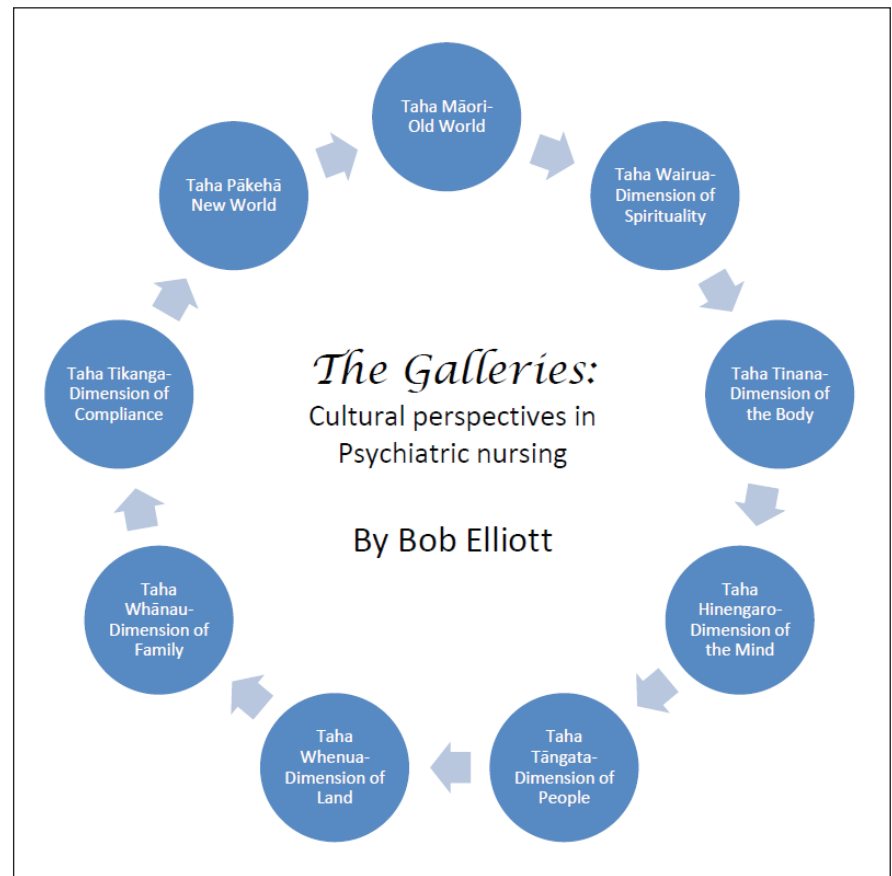 Taha Māori-
Old World
Taha Wairua-
Dimension of
Spirituality
Taha Tinana-
Dimension of
the Body
Taha
Hinengaro-
Dimension of
the Mind
Taha
Tāngata-
Dimension of
People
Taha
Whenua-
Dimension of
Land
Taha
Whānau-
Dimension of
Family
Taha Tikanga-
Dimension of
Compliance
Taha Pākehā
New World
The Galleries:
Cultural perspectives in
Psychiatric nursing
By Bob Elliott